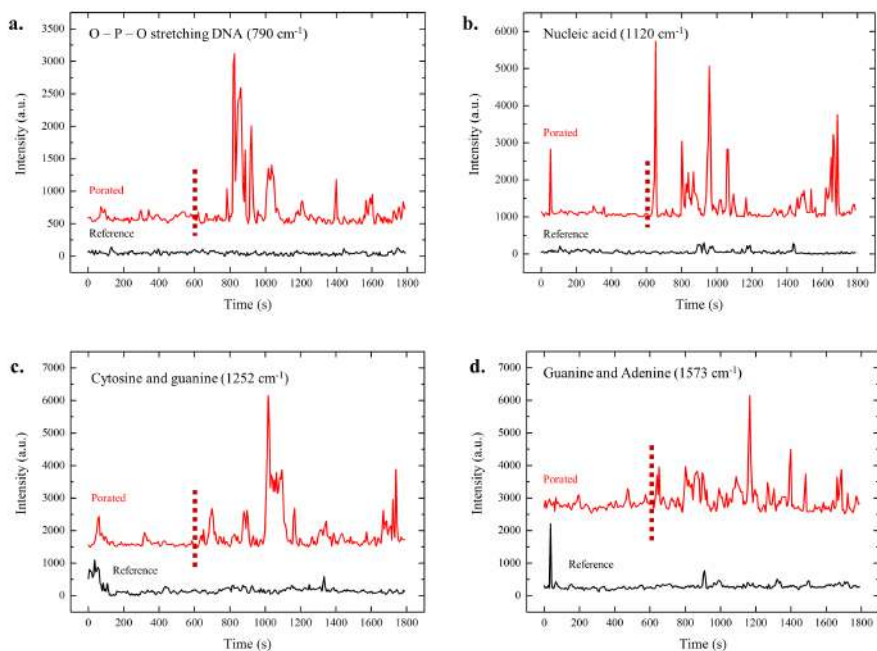 a.
O – P – O stretching DNA (790 cm⁻¹)
Intensity (a.u.)
3500
3000
2500
2000
1500
1000
500
0
Porated
Reference
0 200 400 600 800 1000 1200 1400 1600 1800
Time (s)
b.
Nucleic acid (1120 cm⁻¹)
Intensity (a.u.)
6000
5000
4000
3000
2000
1000
0
Porated
Reference
0 200 400 600 800 1000 1200 1400 1600 1800
Time (s)
c.
Cytosine and guanine (1252 cm⁻¹)
Intensity (a.u.)
7000
6000
5000
4000
3000
2000
1000
0
Porated
Reference
0 200 400 600 800 1000 1200 1400 1600 1800
Time (s)
d.
Guanine and Adenine (1573 cm⁻¹)
Intensity (a.u.)
7000
6000
5000
4000
3000
2000
1000
0
Porated
Reference
0 200 400 600 800 1000 1200 1400 1600 1800
Time (s)